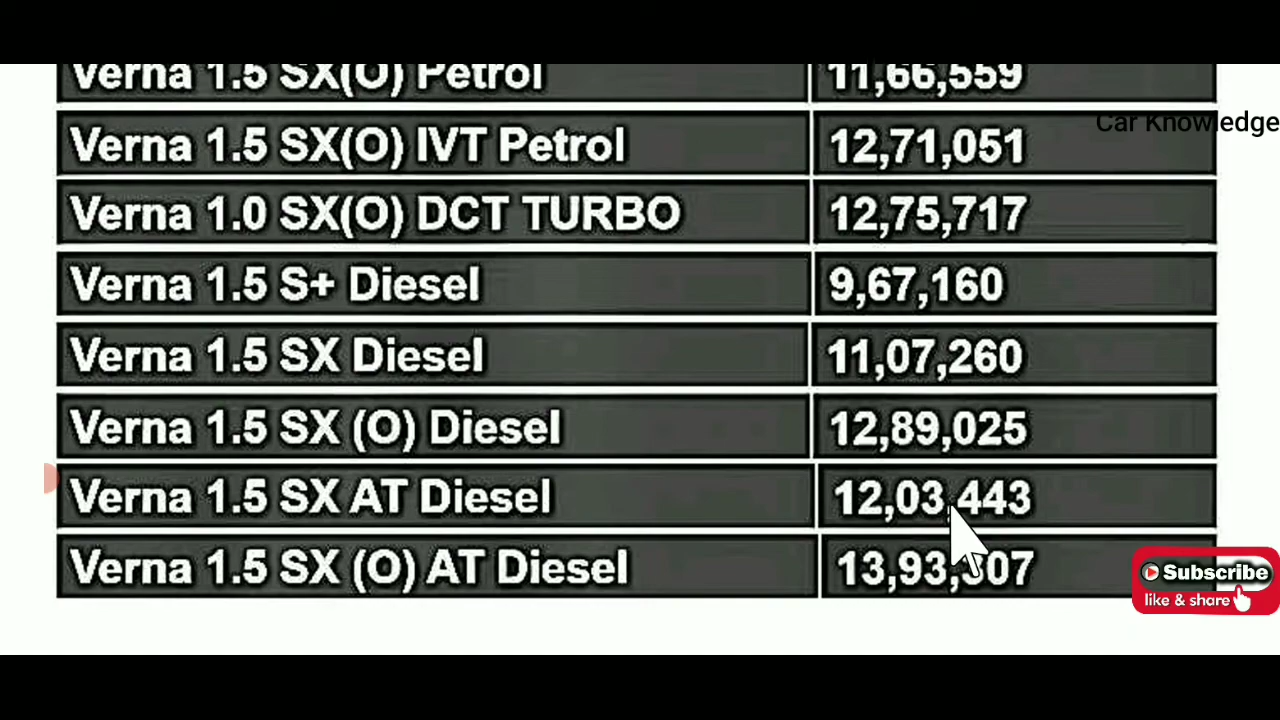 Verna 1.5 SX(O) Petrol 11,66,559
Car Knowledge
Verna 1.5 SX(O) IVT Petrol 12,71,051
Verna 1.0 SX(O) DCT TURBO 12,75,717
Verna 1.5 S+ Diesel 9,67,160
Verna 1.5 SX Diesel 11,07,260
Verna 1.5 SX (O) Diesel 12,89,025
Verna 1.5 SX AT Diesel 12,03,443
Verna 1.5 SX (O) AT Diesel
Subscribe
like & share